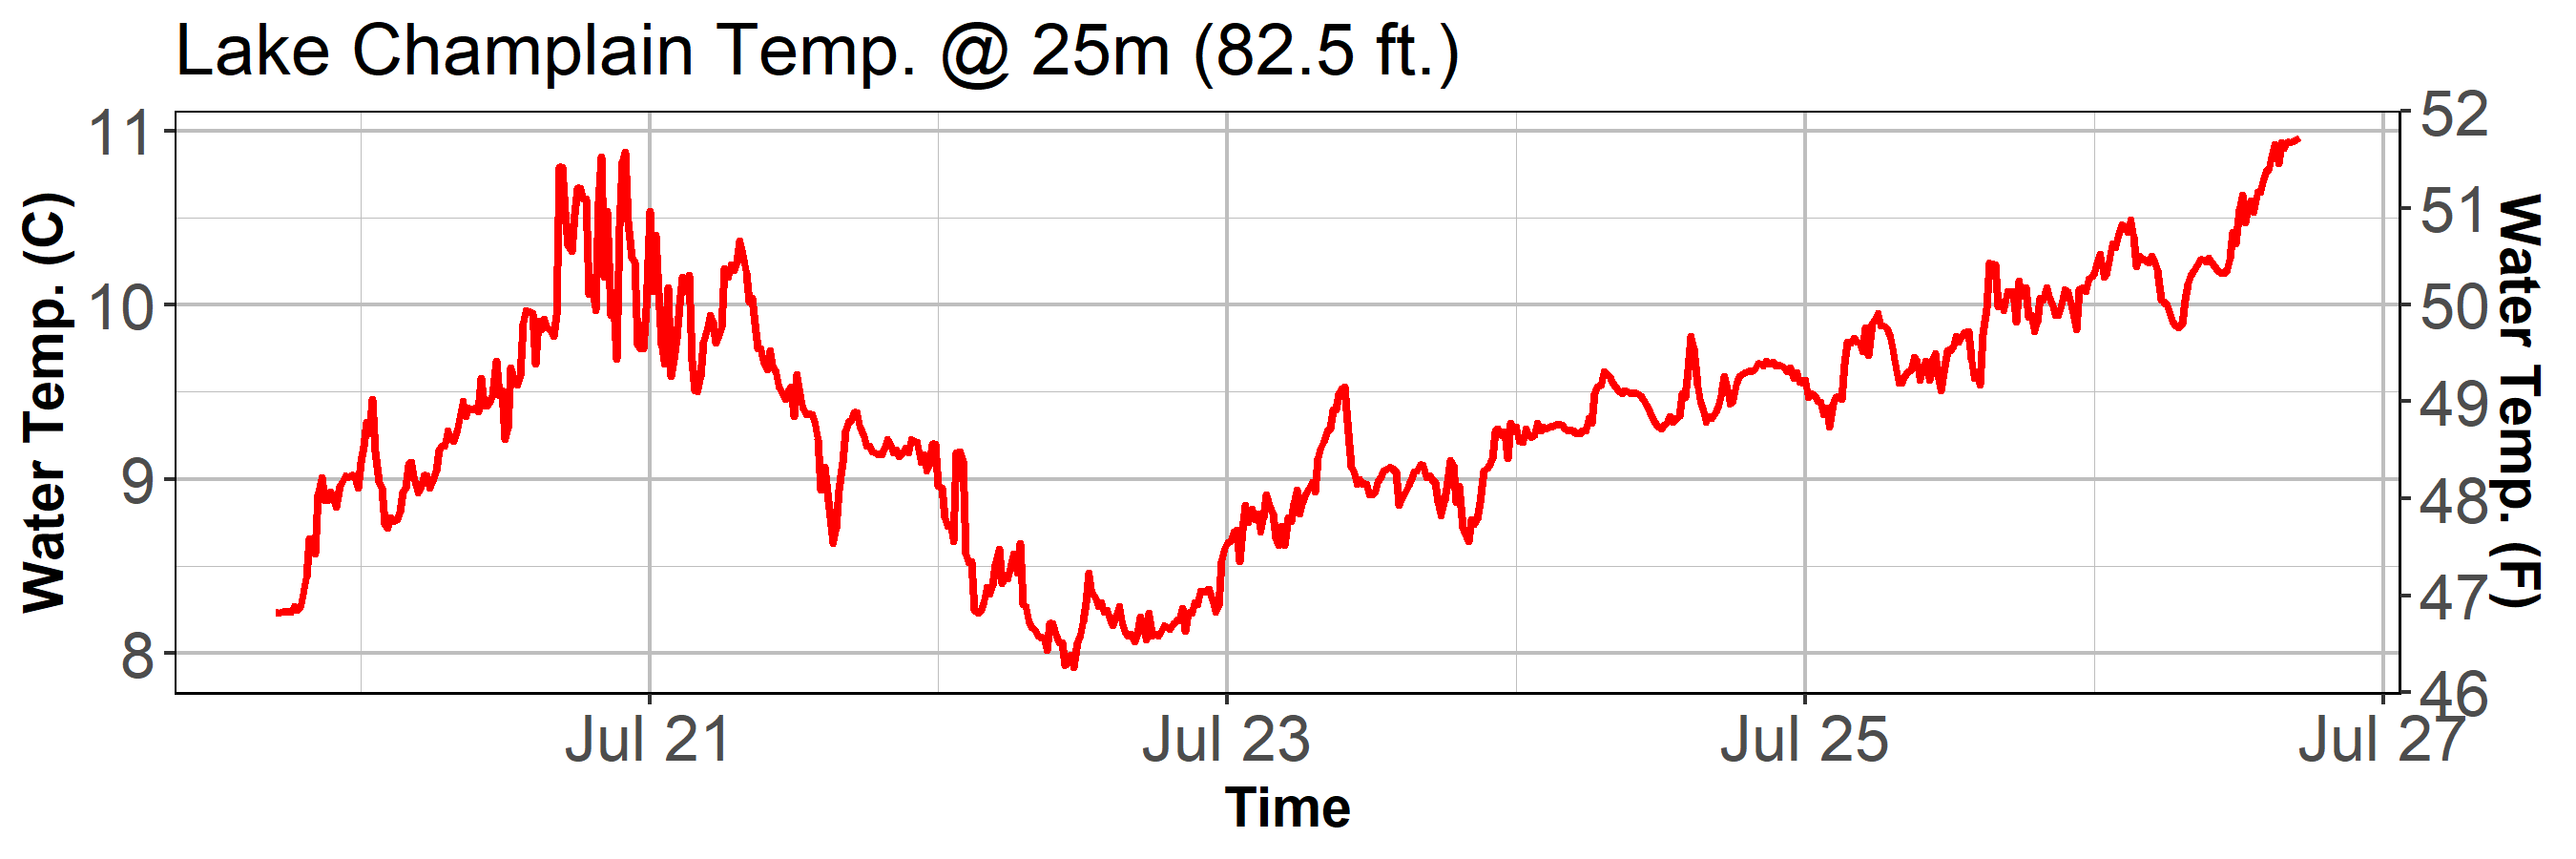 Lake Champlain Temp. @ 25m (82.5 ft.)
Water Temp. (C)
11
10
9
8
52
51
50
49
48
47
46
Water Temp. (F)
Jul 21
Jul 23
Jul 25
Jul 27
Time